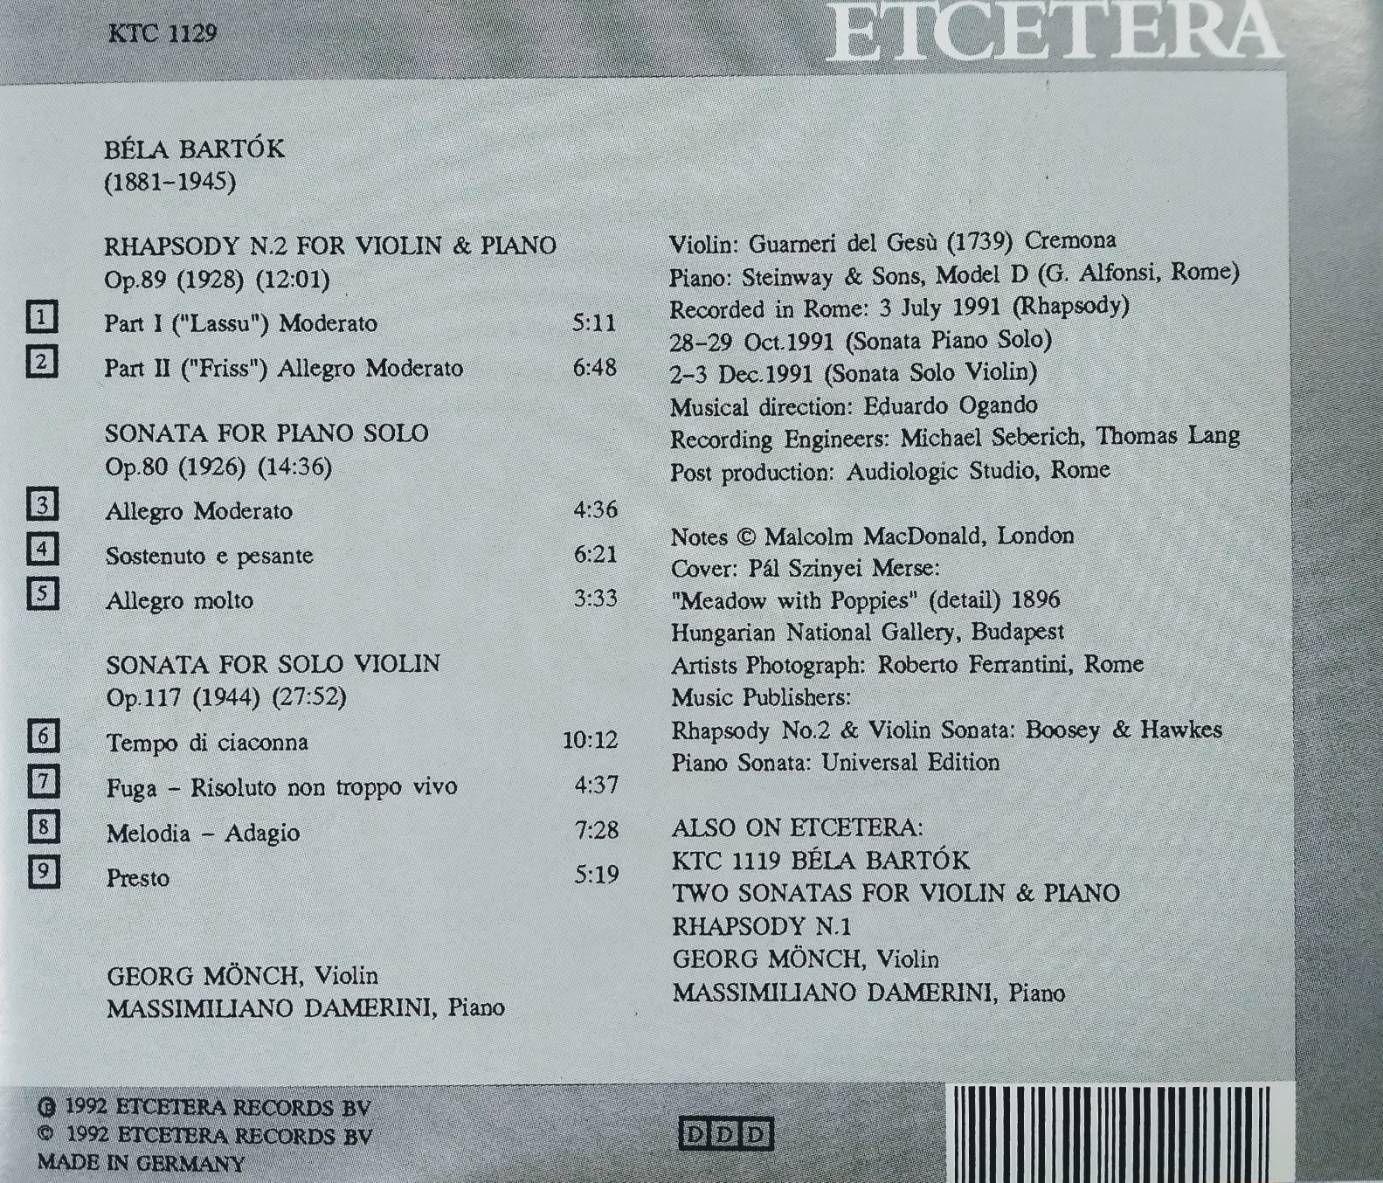 KTC 1129
ETCETERA
BÉLA BARTÓK
(1881-1945)
RHAPSODY N.2 FOR VIOLIN & PIANO
Op.89 (1928) (12:01)
1 Part I ("Lassu") Moderato 5:11
2 Part II ("Friss") Allegro Moderato 6:48
SONATA FOR PIANO SOLO
Op.80 (1926) (14:36)
3 Allegro Moderato 4:36
4 Sostenuto e pesante 6:21
5 Allegro molto 3:33
SONATA FOR SOLO VIOLIN
Op.117 (1944) (27:52)
6 Tempo di ciaconna 10:12
7 Fuga - Risoluto non troppo vivo 4:37
8 Melodia - Adagio 7:28
9 Presto 5:19
GEORG MÖNCH, Violin
MASSIMILIANO DAMERINI, Piano
Violin: Guarneri del Gesù (1739) Cremona
Piano: Steinway & Sons, Model D (G. Alfonsi, Rome)
Recorded in Rome: 3 July 1991 (Rhapsody)
28-29 Oct.1991 (Sonata Piano Solo)
2-3 Dec.1991 (Sonata Solo Violin)
Musical direction: Eduardo Ogando
Recording Engineers: Michael Seberich, Thomas Lang
Post production: Audiologic Studio, Rome
Notes © Malcolm MacDonald, London
Cover: Pál Szinyei Merse:
"Meadow with Poppies" (detail) 1896
Hungarian National Gallery, Budapest
Artists Photograph: Roberto Ferrantini, Rome
Music Publishers:
Rhapsody No.2 & Violin Sonata: Boosey & Hawkes
Piano Sonata: Universal Edition
ALSO ON ETCETERA:
KTC 1119 BÉLA BARTÓK
TWO SONATAS FOR VIOLIN & PIANO
RHAPSODY N.1
GEORG MÖNCH, Violin
MASSIMILIANO DAMERINI, Piano
℗ 1992 ETCETERA RECORDS BV
© 1992 ETCETERA RECORDS BV
MADE IN GERMANY
DDD